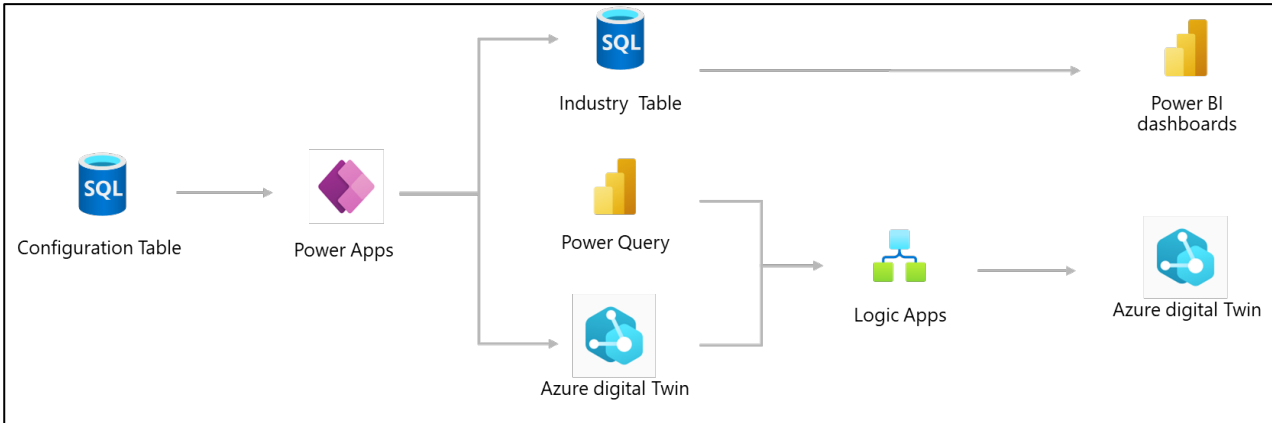 SQL
Industry Table
Power BI
dashboards
SQL
Configuration Table
Power Apps
Power Query
Logic Apps
Azure digital Twin
Azure digital Twin